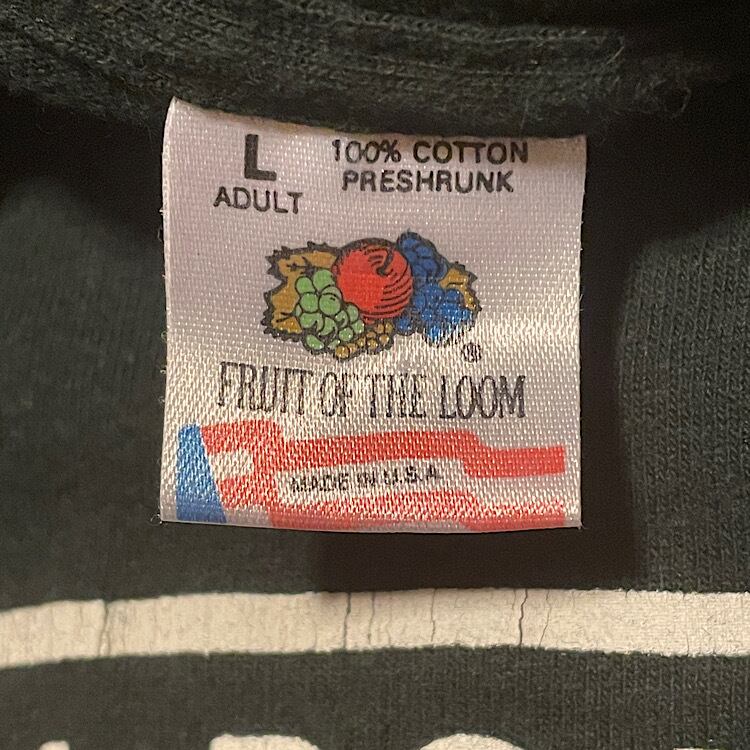 L
ADULT
100% COTTON
PRESHRUNK
®
FRUIT OF THE LOOM
MADE IN U.S.A.